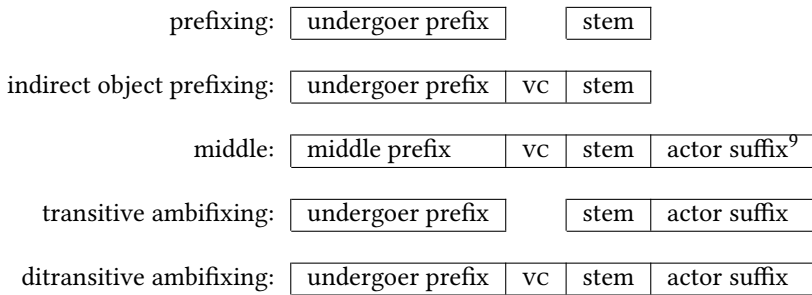 prefixing: undergoer prefix stem
indirect object prefixing: undergoer prefix vc stem
middle: middle prefix vc stem actor suffix⁹
transitive ambifixing: undergoer prefix stem actor suffix
ditransitive ambifixing: undergoer prefix vc stem actor suffix